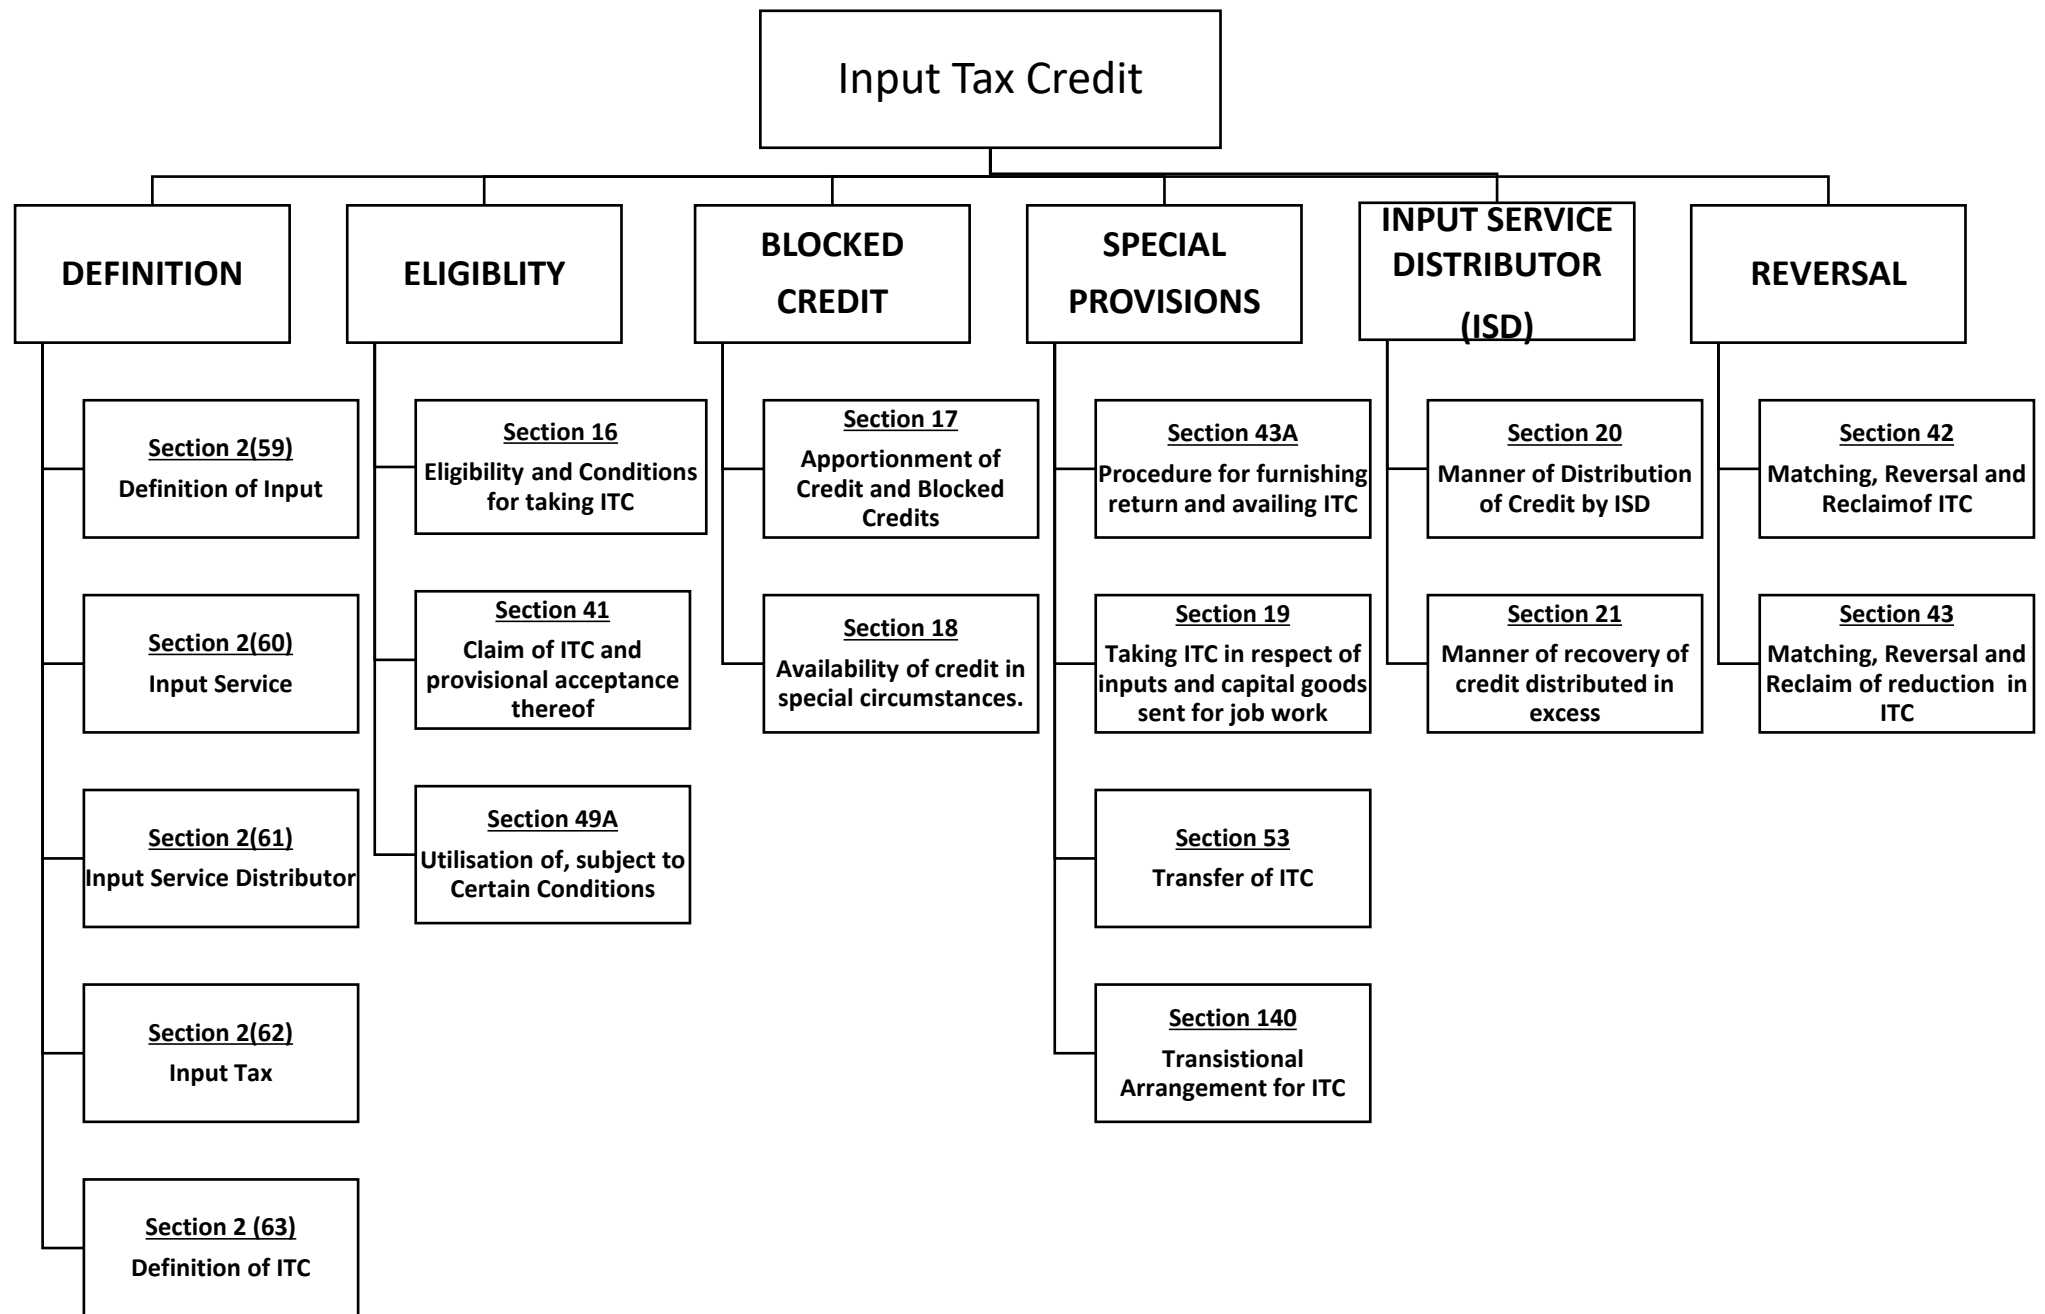 Input Tax Credit
DEFINITION
Section 2(59)
Definition of Input
Section 2(60)
Input Service
Section 2(61)
Input Service Distributor
Section 2(62)
Input Tax
Section 2 (63)
Definition of ITC
ELIGIBLITY
Section 16
Eligibility and Conditions
for taking ITC
Section 41
Claim of ITC and
provisional acceptance
thereof
Section 49A
Utilisation of, subject to
Certain Conditions
BLOCKED
CREDIT
Section 17
Apportionment of
Credit and Blocked
Credits
Section 18
Availability of credit in
special circumstances.
SPECIAL
PROVISIONS
Section 43A
Procedure for furnishing
return and availing ITC
Section 19
Taking ITC in respect of
inputs and capital goods
sent for job work
Section 53
Transfer of ITC
Section 140
Transistional
Arrangement for ITC
INPUT SERVICE
DISTRIBUTOR
(ISD)
Section 20
Manner of Distribution
of Credit by ISD
Section 21
Manner of recovery of
credit distributed in
excess
REVERSAL
Section 42
Matching, Reversal and
Reclaimof ITC
Section 43
Matching, Reversal and
Reclaim of reduction  in
ITC